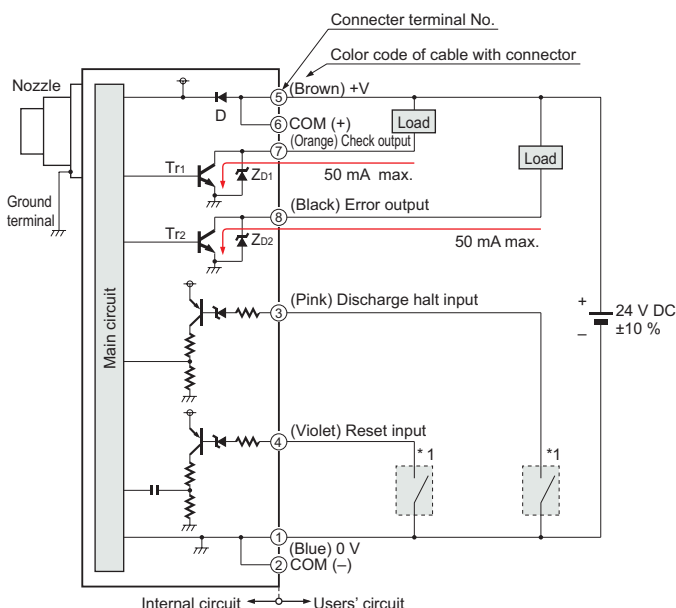 Connecter terminal No.
Color code of cable with connector
Nozzle
5 (Brown) +V
D
6 COM (+)
Load
7 (Orange) Check output
Load
Tr1
ZD1
50 mA max.
Ground
terminal
8 (Black) Error output
Tr2
ZD2
50 mA max.
Main circuit
3 (Pink) Discharge halt input
+
–
24 V DC
±10 %
4 (Violet) Reset input
* 1
*1
1
(Blue) 0 V
2 COM (–)
Internal circuit
Users' circuit